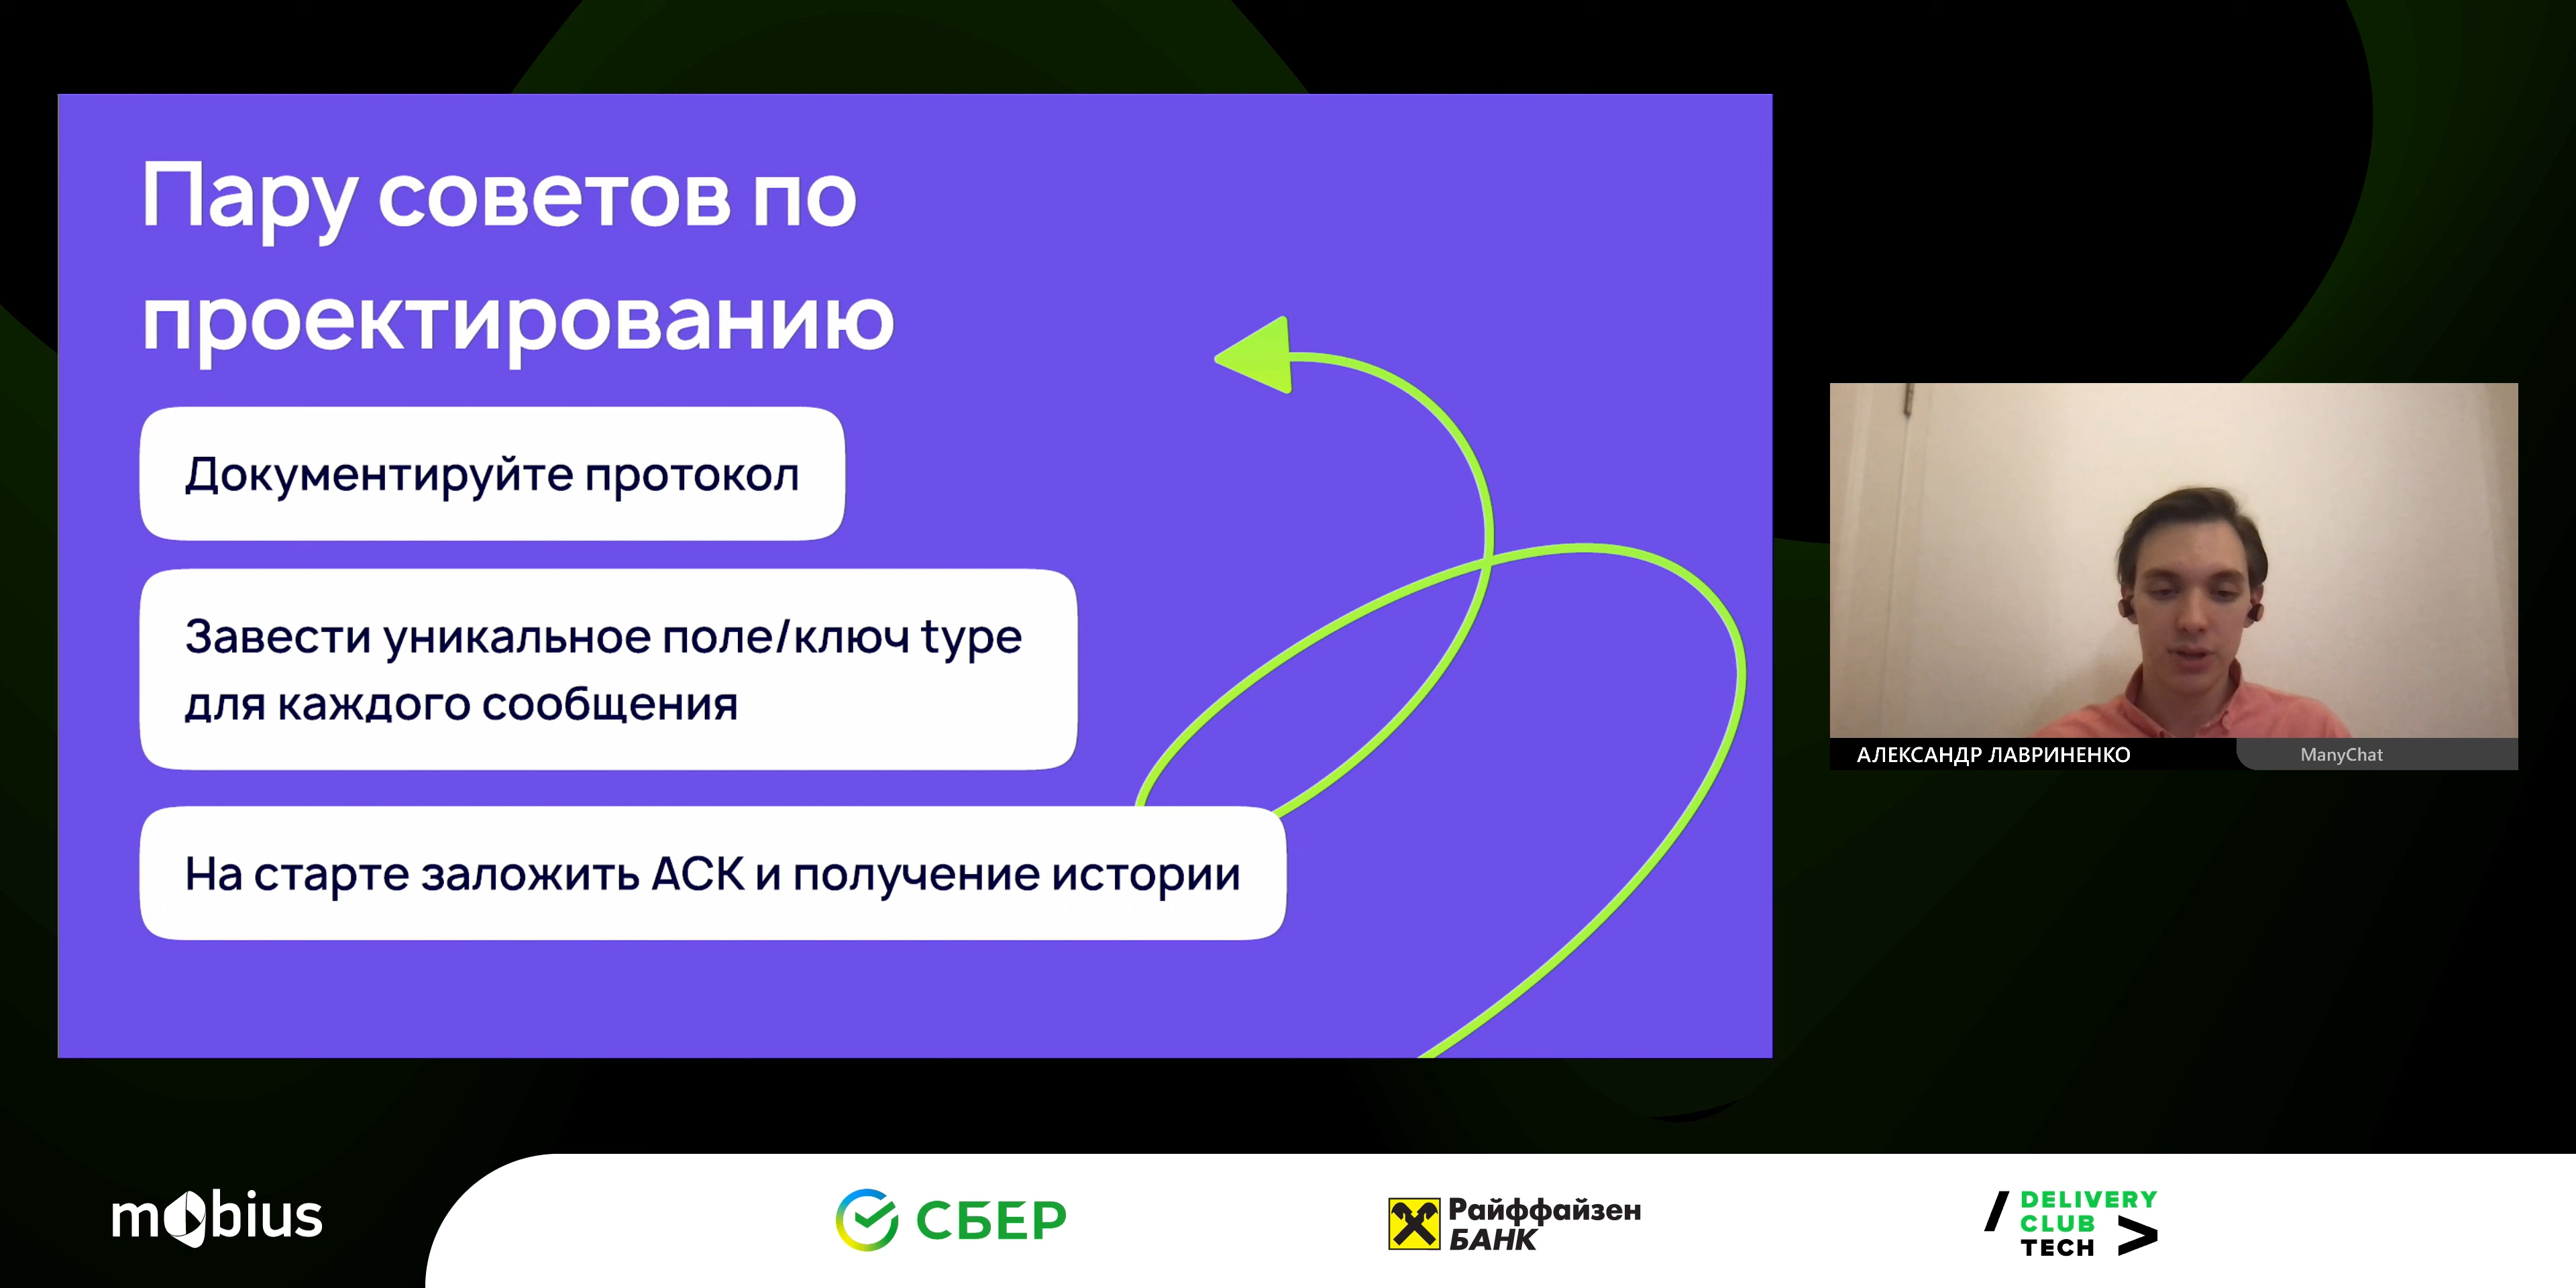 Пару советов по
проектированию
Документируйте протокол
Завести уникальное поле/ключ type
для каждого сообщения
На старте заложить АСК и получение истории
АЛЕКСАНДР ЛАВРИНЕНКО
ManyChat
mobius
СБЕР
Райффайзен
БАНК
DELIVERY
CLUB
TECH